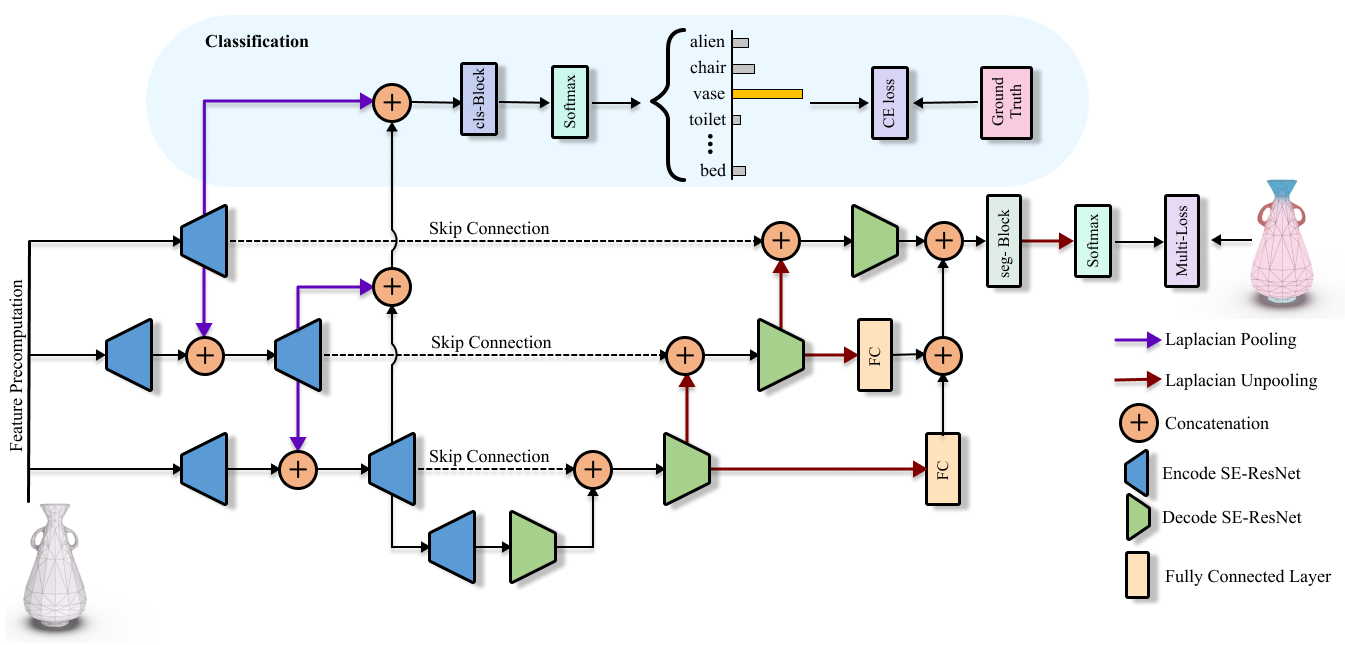 Classification
alien
chair
vase
toilet
bed
cls-Block
Softmax
CE loss
Ground
Truth
Feature Precomputation
Skip Connection
Skip Connection
Skip Connection
FC
FC
seg- Block
Softmax
Multi-Loss
Laplacian Pooling
Laplacian Unpooling
Concatenation
Encode SE-ResNet
Decode SE-ResNet
Fully Connected Layer